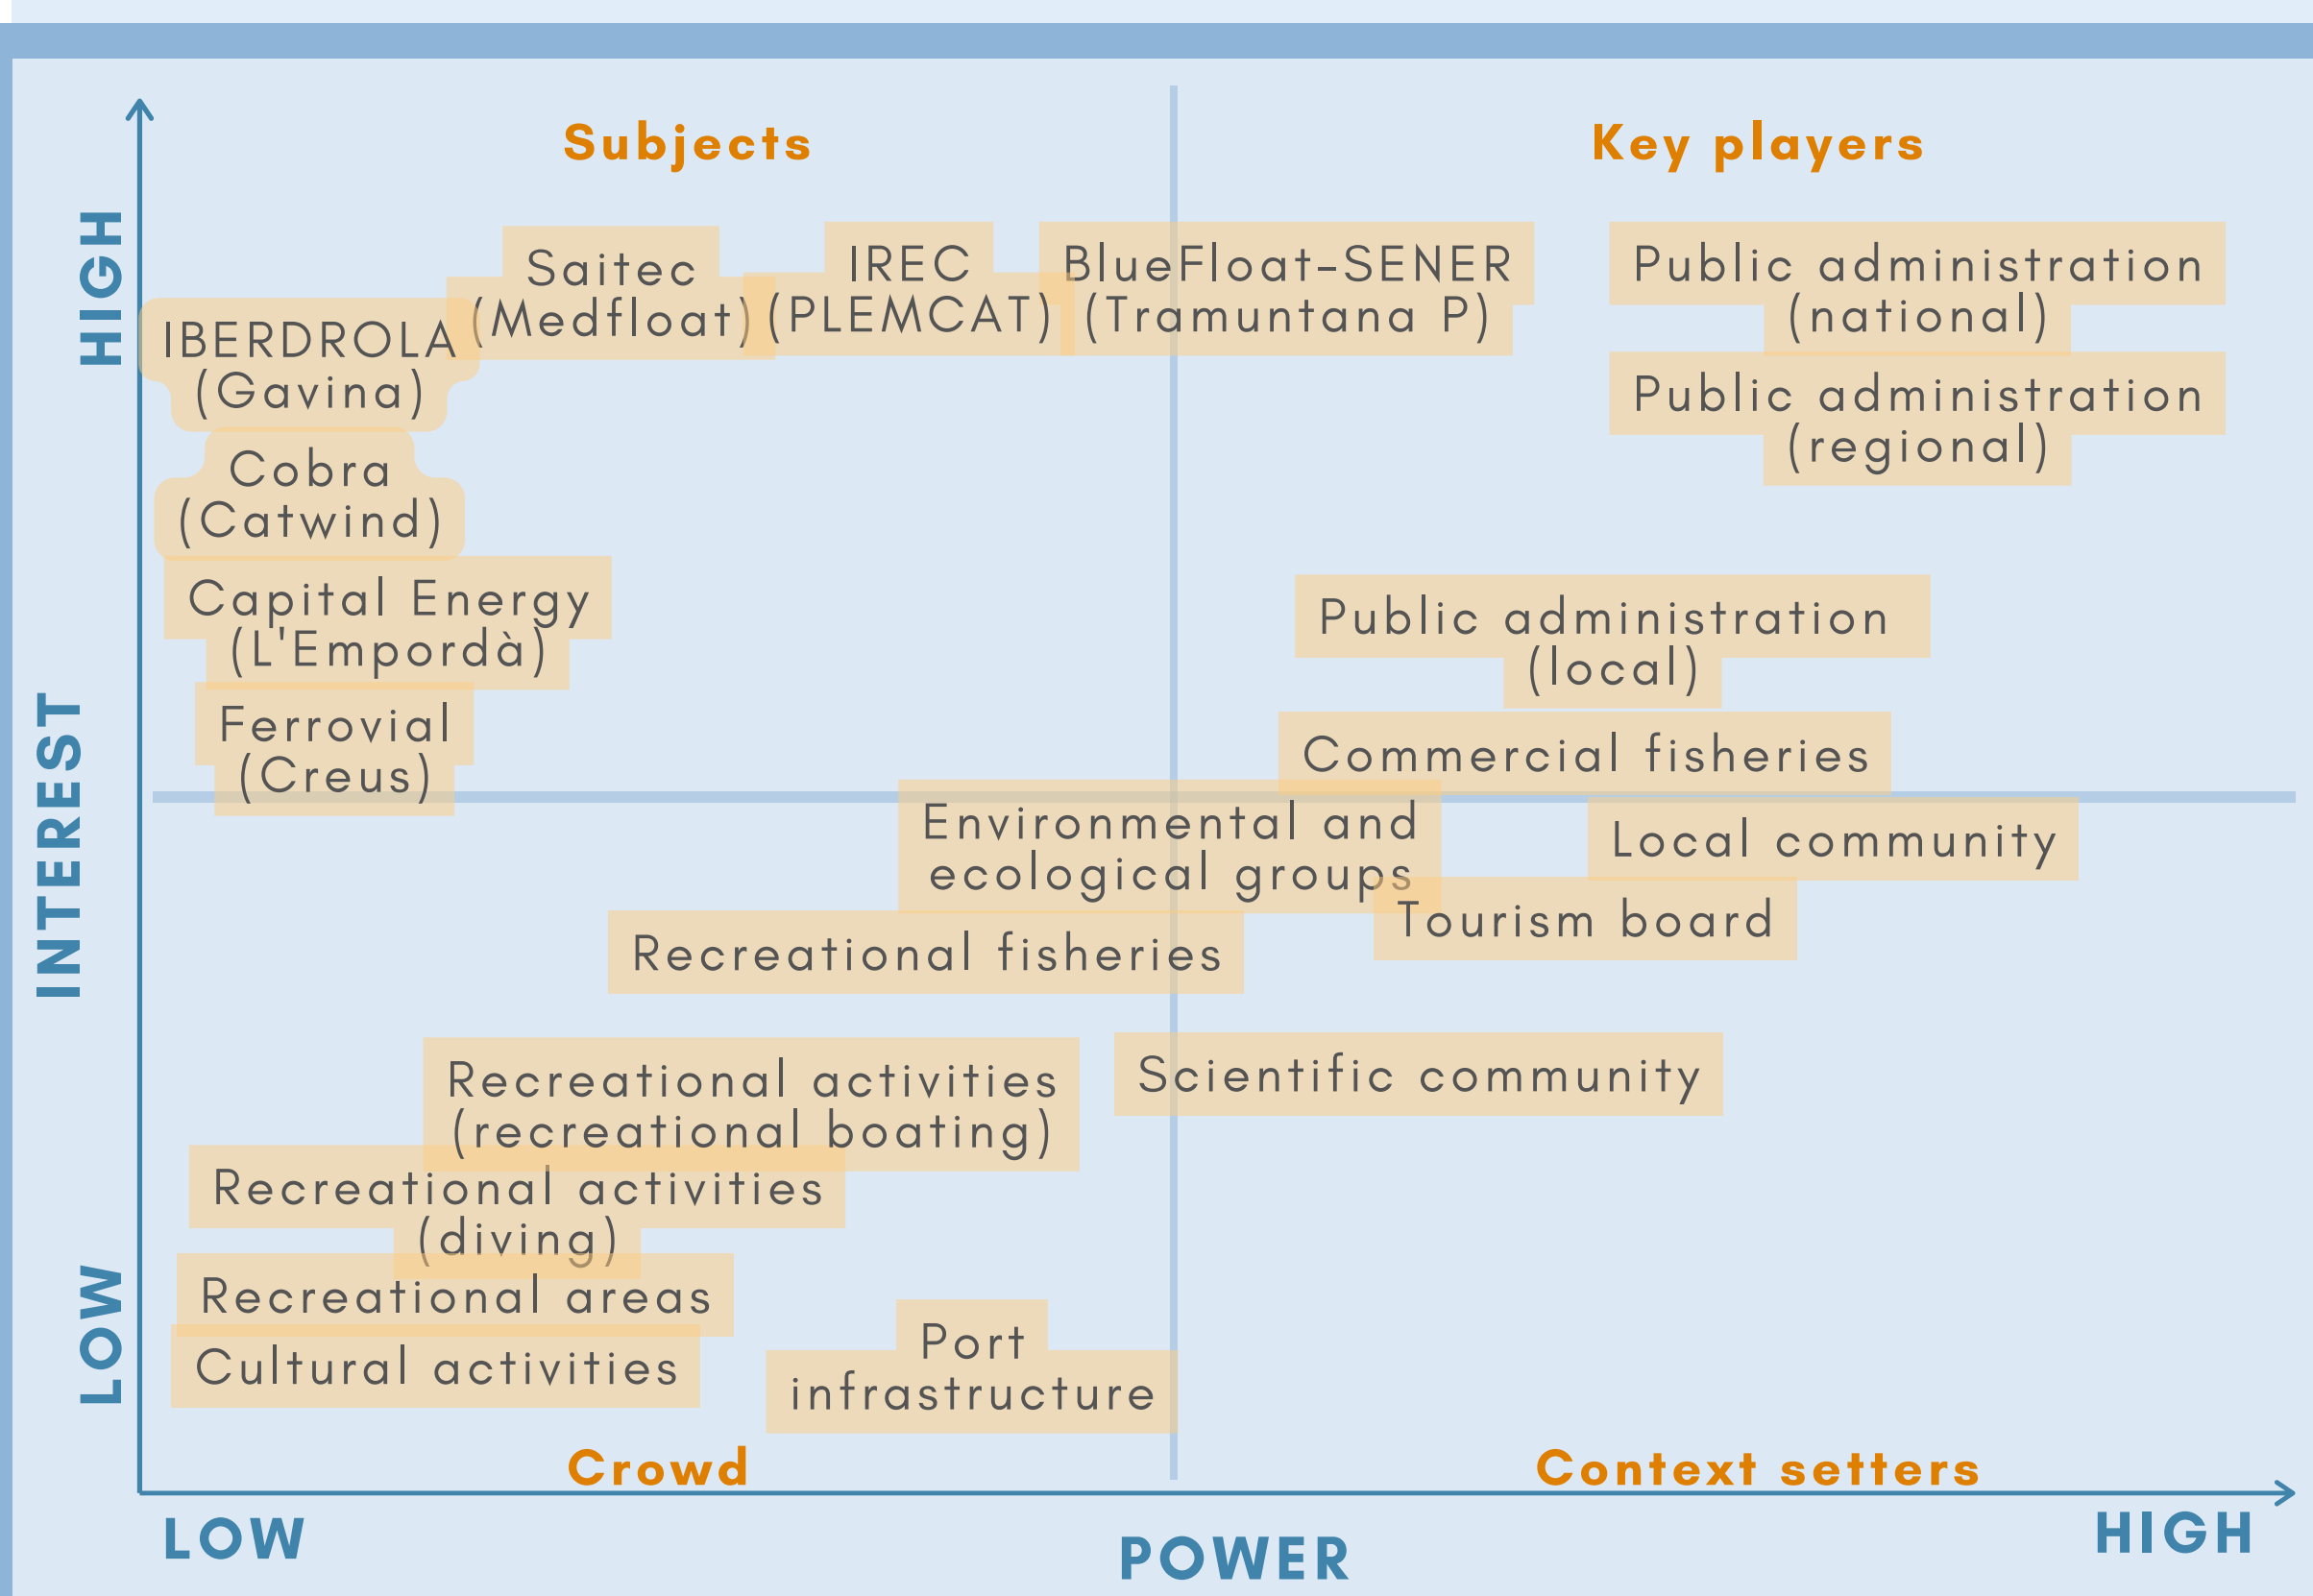 Subjects
Key players
HIGH
Saitec
(Medfloat)
IREC
(PLEMCAT)
BlueFloat-SENER
(Tramuntana P)
Public administration
(national)
IBERDROLA
(Gavina)
Public administration
(regional)
Cobra
(Catwind)
Capital Energy
(L'Empordà)
Public administration
(local)
Ferrovial
(Creus)
Commercial fisheries
INTEREST
Environmental and
ecological groups
Local community
Tourism board
Recreational fisheries
Recreational activities
(recreational boating)
Scientific community
Recreational activities
(diving)
Recreational areas
Cultural activities
Port
infrastructure
LOW
Crowd
Context setters
LOW
POWER
HIGH